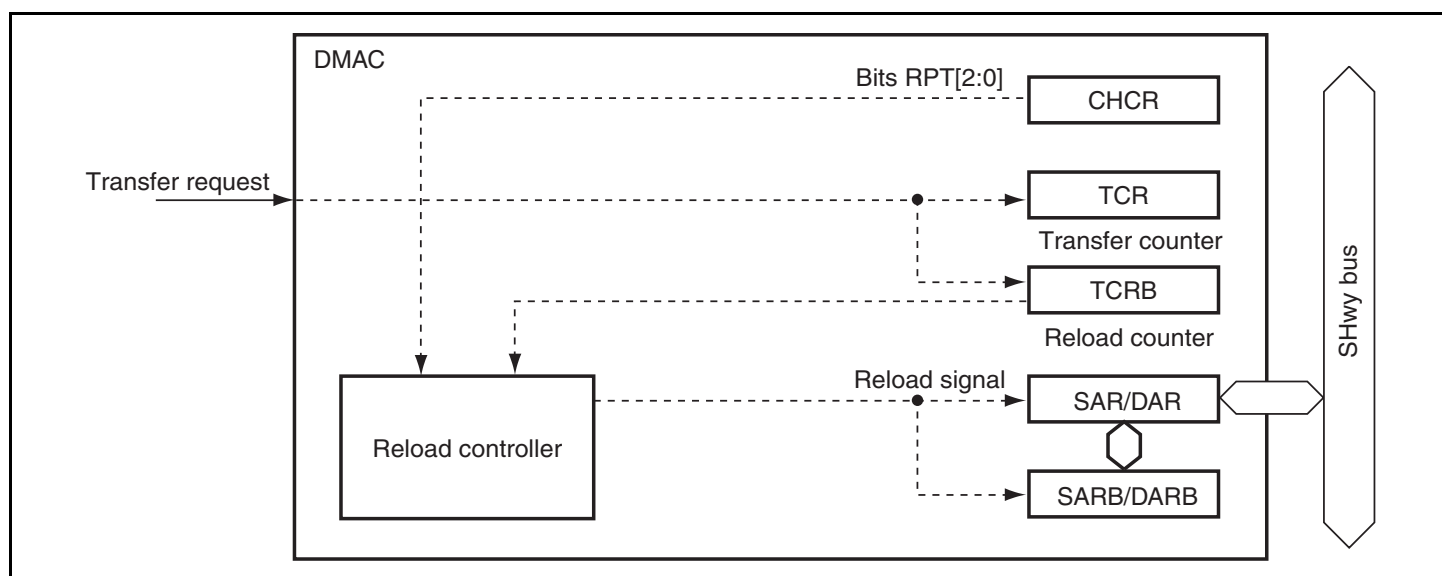 DMAC
Bits RPT[2:0]
CHCR
Transfer request
TCR
Transfer counter
TCRB
Reload counter
SHwy bus
Reload signal
SAR/DAR
Reload controller
SARB/DARB